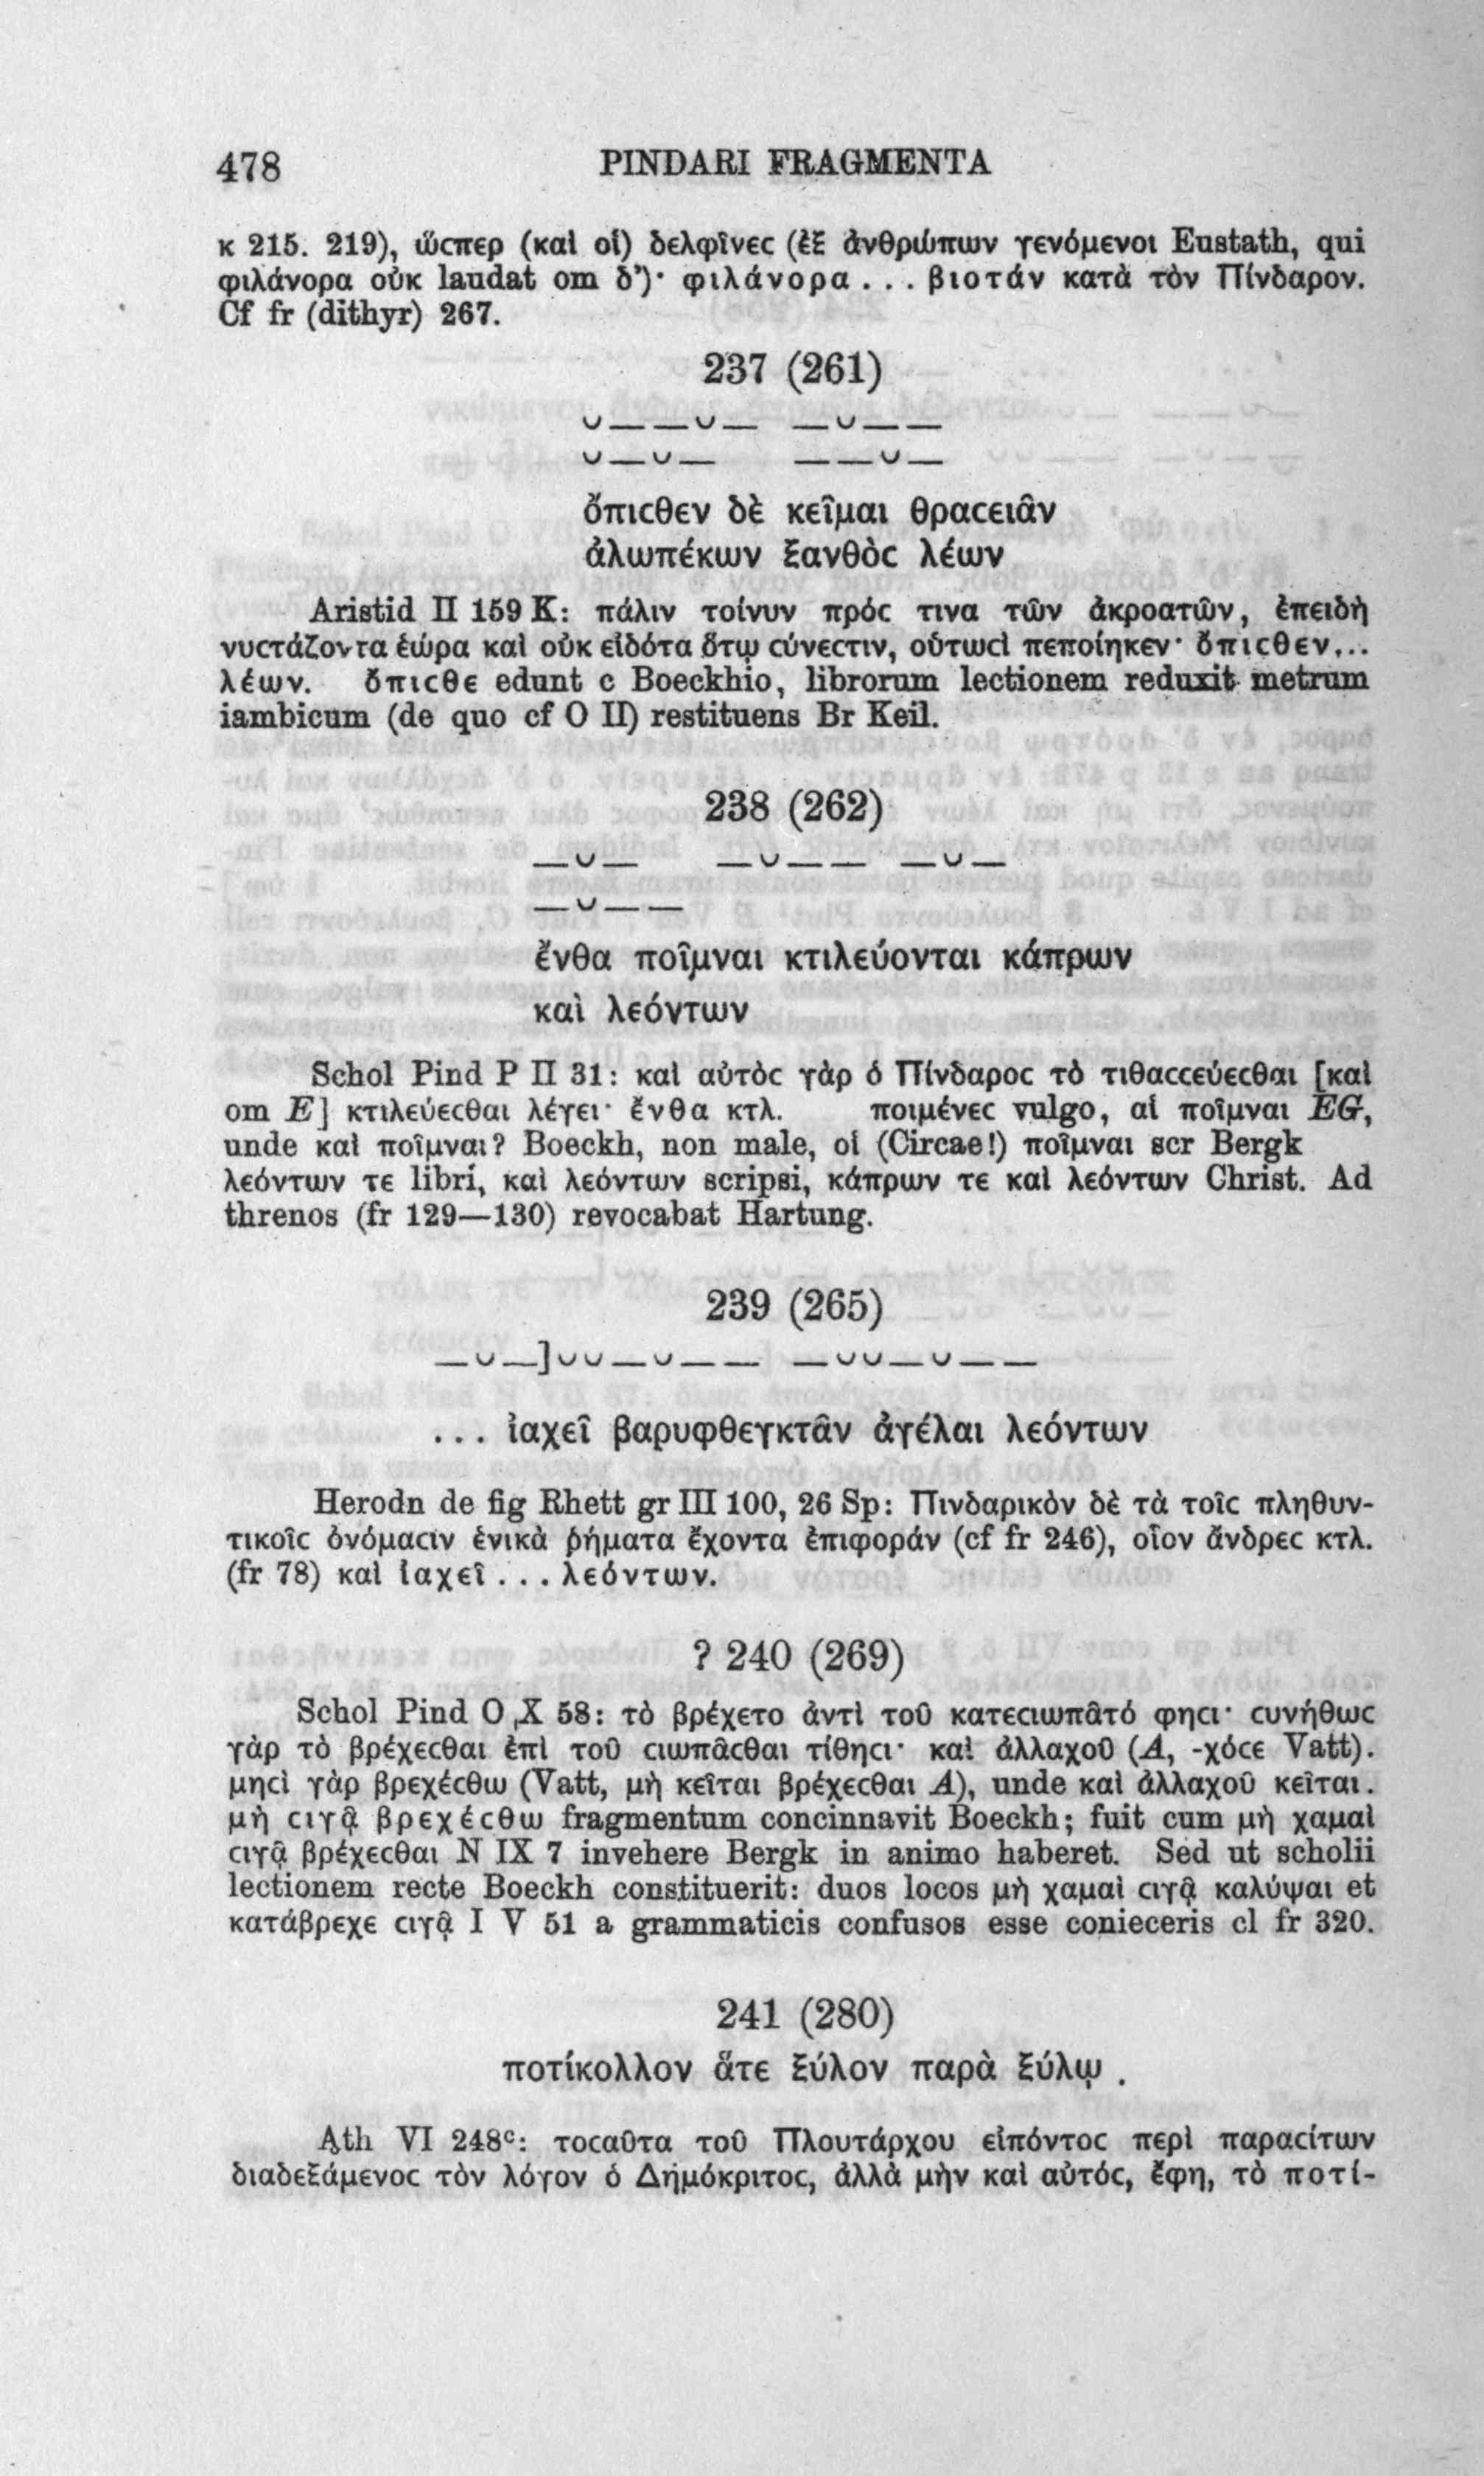 478 PINDARI FRAGMENTA
κ 215. 219), ὥϲπερ (καὶ οἱ) δελφῖνεϲ (ἐξ ἀνθρώπων γενόμενοι Eustath, qui
φιλάνορα οὐκ laudat om δ’)· φιλάνορα ... βιοτάν κατὰ τὸν Πίνδαρον.
Cf fr (dithyr) 267.
237 (261)
⏑ – – ⏑ – – ⏑ – –
⏑ – ⏑ – – – ⏑ –
ὄπιϲθεν δὲ κεῖμαι θραϲειᾶν
ἀλωπέκων ξανθὸϲ λέων
Aristid II 159 K: πάλιν τοίνυν πρόϲ τινα τῶν ἀκροατῶν, ἐπειδὴ
νυϲτάζοντα ἑώρα καὶ οὐκ εἰδότα ὅτῳ ϲύνεϲτιν, οὑτωϲὶ πεποίηκεν· ὄπιϲθεν...
λέων. ὄπιϲθε edunt c Boeckhio, librorum lectionem reduxit metrum
iambicum (de quo cf O II) restituens Br Keil.
238 (262)
– ⏑ – – ⏑ – – – ⏑ –
– ⏑ – –
ἔνθα ποῖμναι κτιλεύονται κάπρων
καὶ λεόντων
Schol Pind P II 31: καὶ αὐτὸϲ γὰρ ὁ Πίνδαροϲ τὸ τιθαϲϲεύεϲθαι [καὶ
om E] κτιλεύεϲθαι λέγει· ἔνθα κτλ. ποιμένεϲ vulgo, αἱ ποῖμναι EG,
unde καὶ ποῖμναι? Boeckh, non male, οἱ (Circae!) ποῖμναι scr Bergk
λεόντων τε libri, καὶ λεόντων scripsi, κάπρων τε καὶ λεόντων Christ. Ad
threnos (fr 129—130) revocabat Hartung.
239 (265)
– ⏑ –]⏑ ⏑ – ⏑ – – – ⏑ ⏑ – ⏑ – –
... ἰαχεῖ βαρυφθεγκτᾶν ἀγέλαι λεόντων
Herodn de fig Rhett gr III 100, 26 Sp: Πινδαρικὸν δὲ τὰ τοῖϲ πληθυν-
τικοῖϲ ὀνόμαϲιν ἑνικὰ ῥήματα ἔχοντα ἐπιφοράν (cf fr 246), οἷον ἄνδρεϲ κτλ.
(fr 78) καὶ ἰαχεῖ ... λεόντων.
? 240 (269)
Schol Pind O X 58: τὸ βρέχετο ἀντὶ τοῦ κατεϲιωπᾶτό φηϲι· ϲυνήθωϲ
γὰρ τὸ βρέχεϲθαι ἐπὶ τοῦ ϲιωπᾶϲθαι τίθηϲι· καὶ ἀλλαχοῦ (A, -χόϲε Vatt).
μηϲὶ γὰρ βρεχέϲθω (Vatt, μὴ κεῖται βρέχεϲθαι A), unde καὶ ἀλλαχοῦ κεῖται.
μὴ ϲιγᾷ βρεχέϲθω fragmentum concinnavit Boeckh; fuit cum μὴ χαμαὶ
ϲιγᾷ βρέχεϲθαι N IX 7 invehere Bergk in animo haberet. Sed ut scholii
lectionem recte Boeckh constituerit: duos locos μὴ χαμαὶ ϲιγᾷ καλύψαι et
κατάβρεχε ϲιγᾷ I V 51 a grammaticis confusos esse conieceris cl fr 320.
241 (280)
ποτίκολλον ἅτε ξύλον παρὰ ξύλῳ .
Ath VI 248c: τοϲαῦτα τοῦ Πλουτάρχου εἰπόντοϲ περὶ παραϲίτων
διαδεξάμενοϲ τὸν λόγον ὁ Δημόκριτοϲ, ἀλλὰ μὴν καὶ αὐτόϲ, ἔφη, τὸ ποτί-